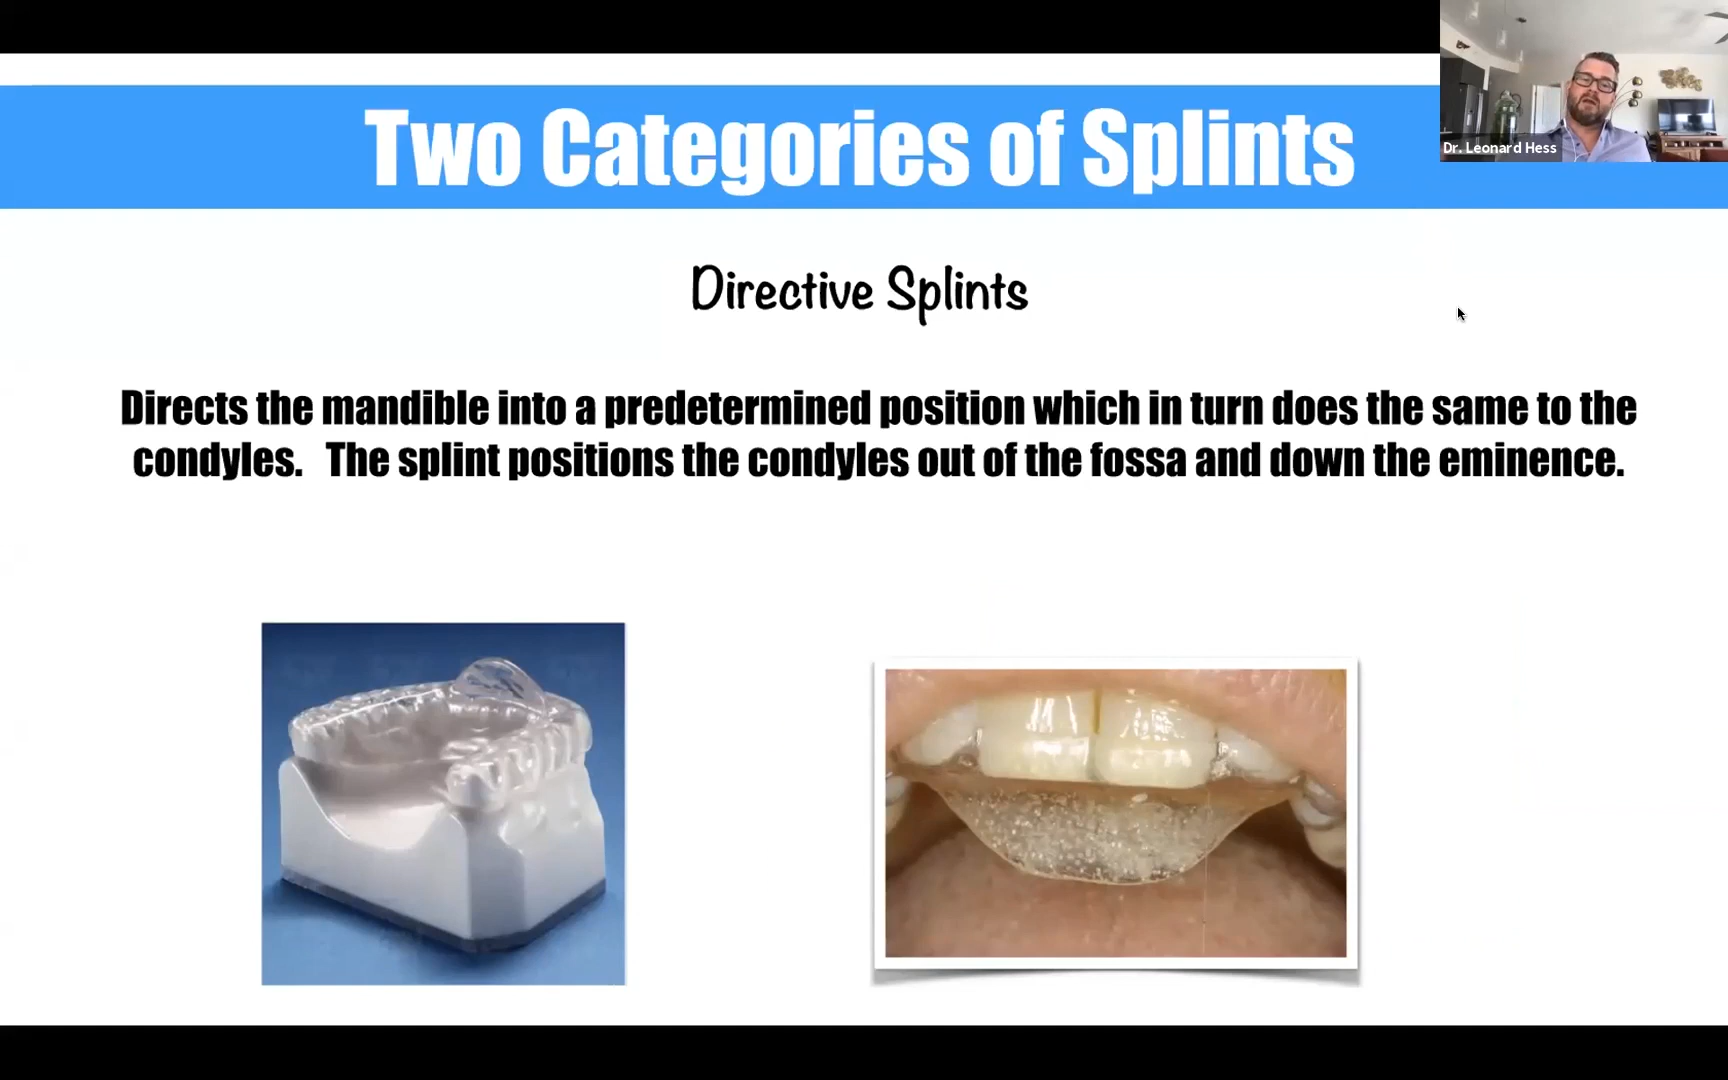 Two Categories of Splints
Dr. Leonard Hess
Directive Splints
Directs the mandible into a predetermined position which in turn does the same to the
condyles. The splint positions the condyles out of the fossa and down the eminence.